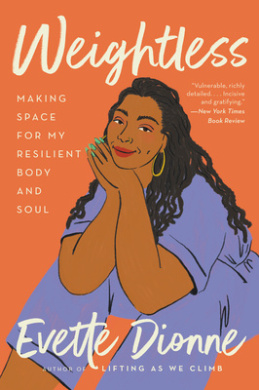 Weightless
MAKING
SPACE
FOR MY
RESILIENT
BODY
AND
SOUL
"Vulnerable, richly
detailed. . . . Incisive
and gratifying."
—New York Times
Book Review
Evette Dionne
AUTHOR OF LIFTING AS WE CLIMB